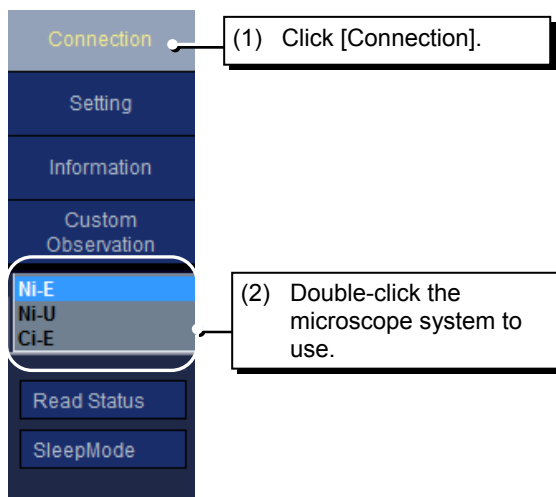 Connection
(1) Click [Connection].
Setting
Information
Custom
Observation
Ni-E
Ni-U
Ci-E
(2) Double-click the
microscope system to
use.
Read Status
SleepMode